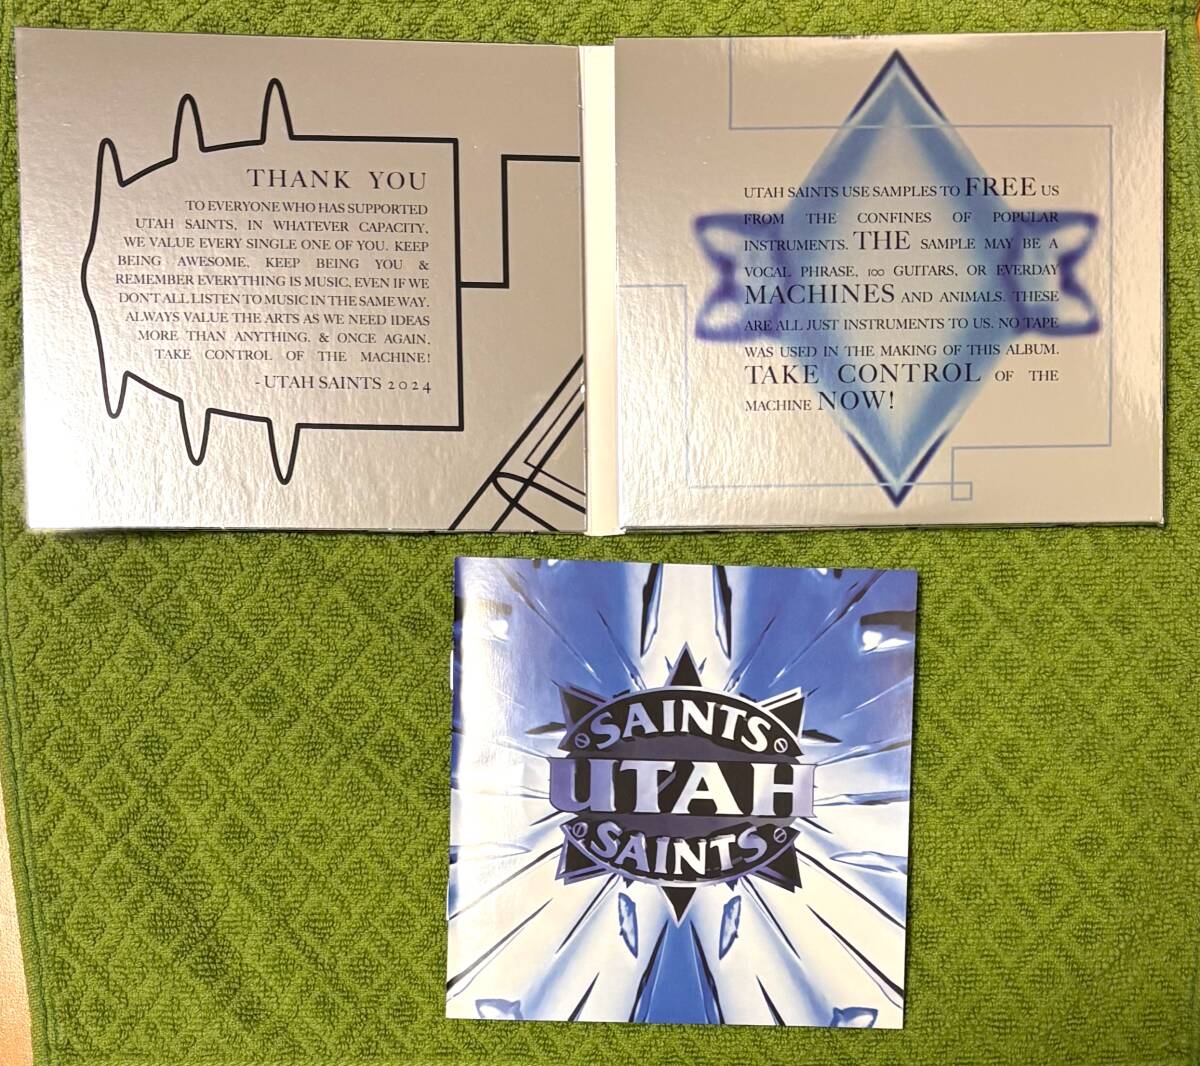 THANK YOU
TO EVERYONE WHO HAS SUPPORTED
UTAH SAINTS, IN WHATEVER CAPACITY,
WE VALUE EVERY SINGLE ONE OF YOU. KEEP
BEING AWESOME, KEEP BEING YOU &
REMEMBER EVERYTHING IS MUSIC, EVEN IF WE
DON'T ALL LISTEN TO MUSIC IN THE SAME WAY.
ALWAYS VALUE THE ARTS AS WE NEED IDEAS
MORE THAN ANYTHING. & ONCE AGAIN,
TAKE CONTROL OF THE MACHINE!
-UTAH SAINTS 2024
UTAH SAINTS USE SAMPLES TO FREE US
FROM THE CONFINES OF POPULAR
INSTRUMENTS. THE SAMPLE MAY BE A
VOCAL PHRASE, 100 GUITARS, OR EVERDAY
MACHINES AND ANIMALS. THESE
ARE ALL JUST INSTRUMENTS TO US. NO TAPE
WAS USED IN THE MAKING OF THIS ALBUM.
TAKE CONTROL OF THE
MACHINE NOW!
SAINTS
UTAH
SAINTS